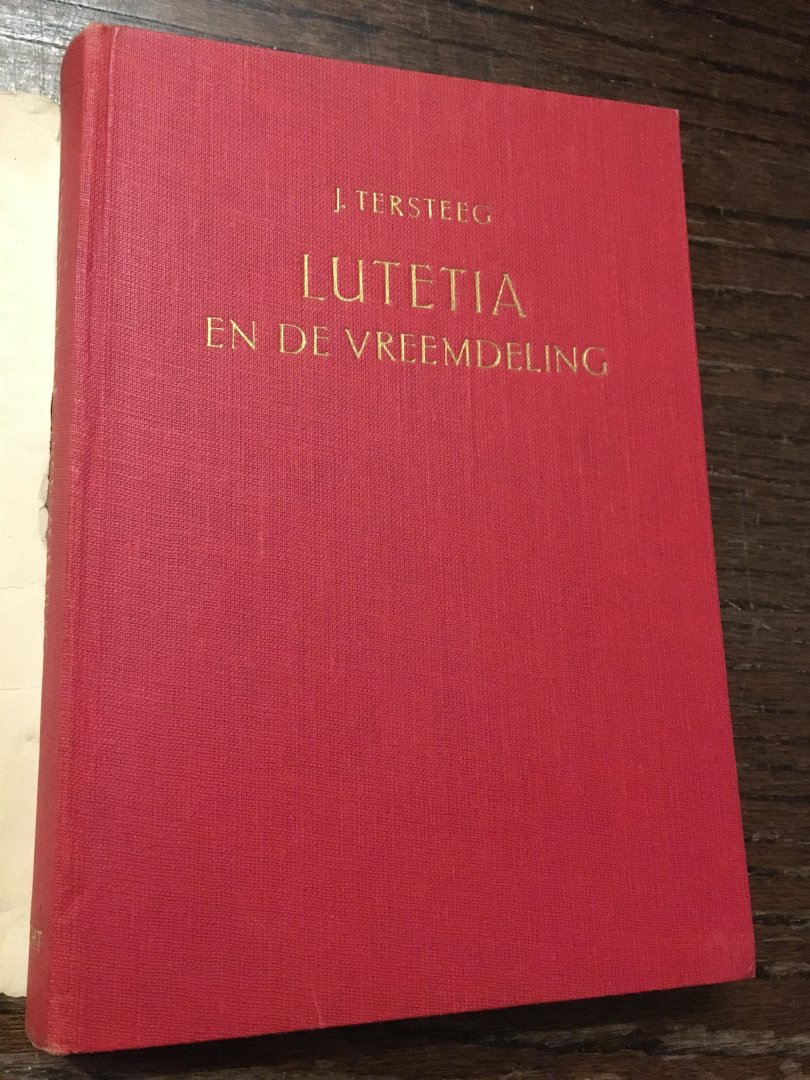 J. TERSTEEG
LUTETIA
EN DE VREEMDELING